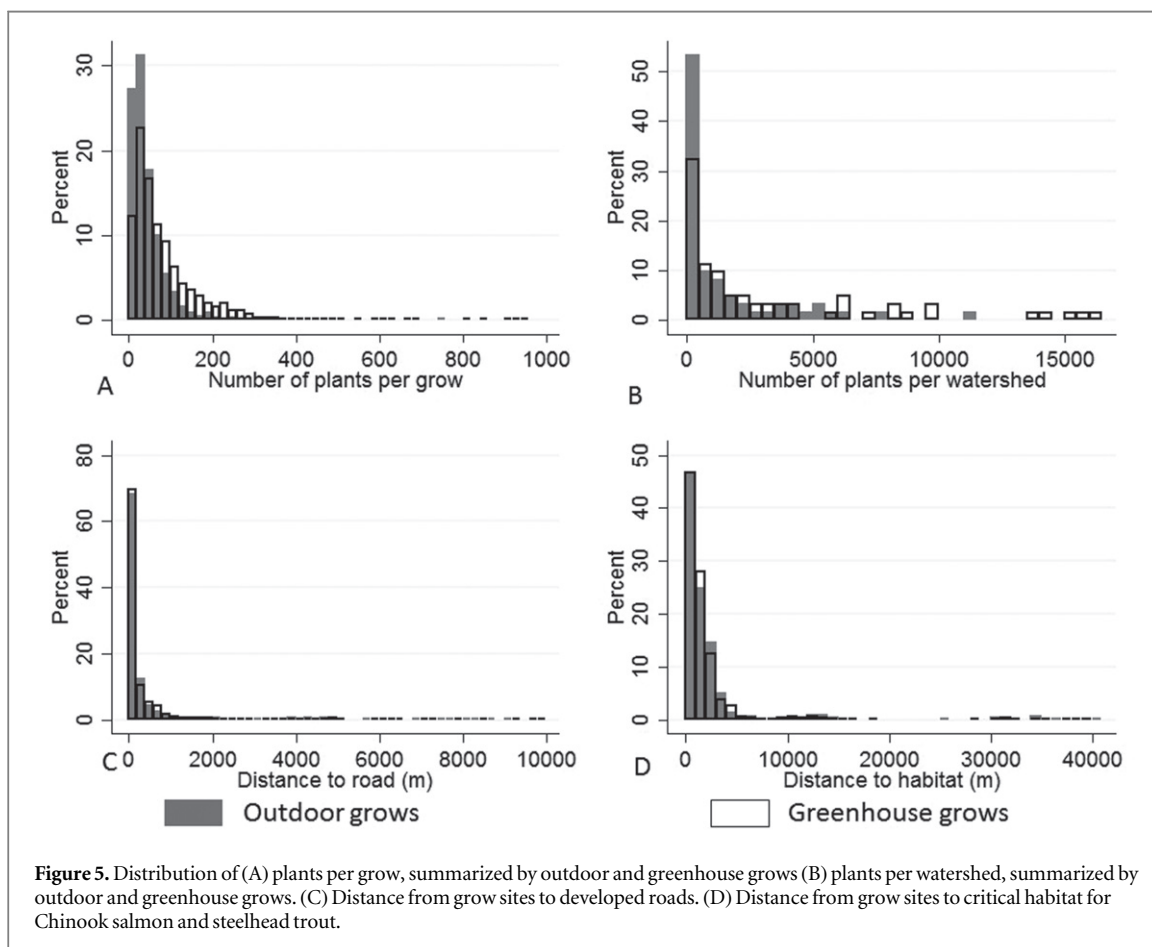 30
20
10
0
Percent
0 200 400 600 800 1000
A
Number of plants per grow
50
40
30
20
10
0
Percent
0 5000 10000 15000
Number of plants per watershed
B
80
60
40
20
0
Percent
0 2000 4000 6000 8000 10000
C
Distance to road (m)
50
40
30
20
10
0
Percent
0 10000 20000 30000 40000
D
Distance to habitat (m)
Outdoor grows
Greenhouse grows
Figure 5. Distribution of (A) plants per grow, summarized by outdoor and greenhouse grows (B) plants per watershed, summarized by
outdoor and greenhouse grows. (C) Distance from grow sites to developed roads. (D) Distance from grow sites to critical habitat for
Chinook salmon and steelhead trout.